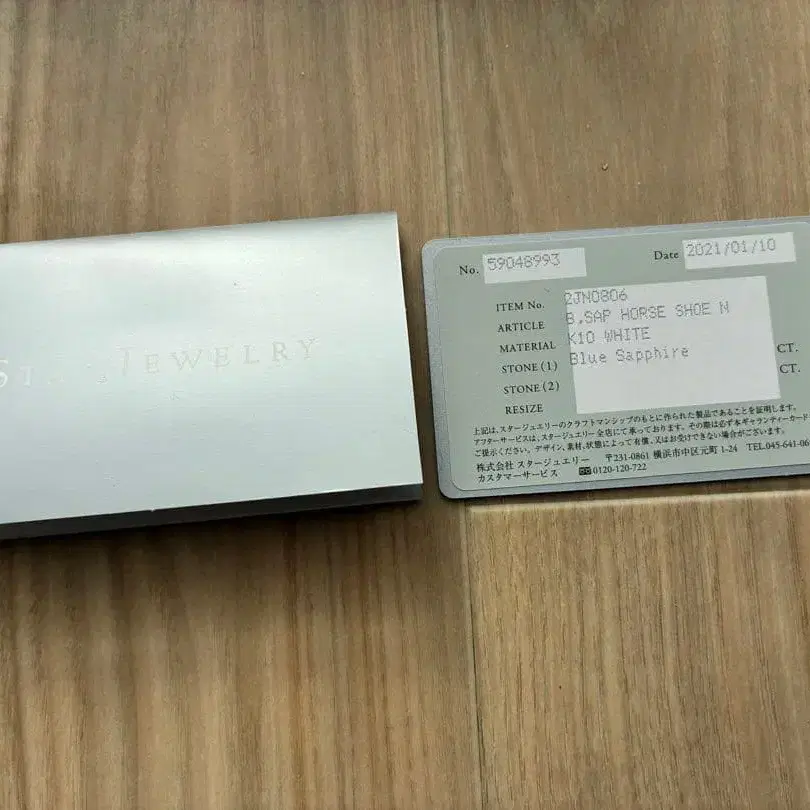 STAR JEWELRY
No. 59048993 Date 2021/01/10
ITEM No. 2JN0806
ARTICLE B.SAP HORSE SHOE N
MATERIAL K10 WHITE
STONE (1) Blue Sapphire CT.
STONE (2) CT.
RESIZE
上記は、スタージュエリーのクラフトマンシップのもとに作られた製品であることを証明します。
アフターサービスは、スタージュエリー全店にて承っております。その際は必ず本ギャランティーカード
ご提示ください。デザイン、素材、状態によって有償、又はお受けできない場合がございます。
株式会社 スタージュエリー 〒231-0861 横浜市中区元町 1-24 TEL.045-641-06
カスタマーサービス 0120-120-722